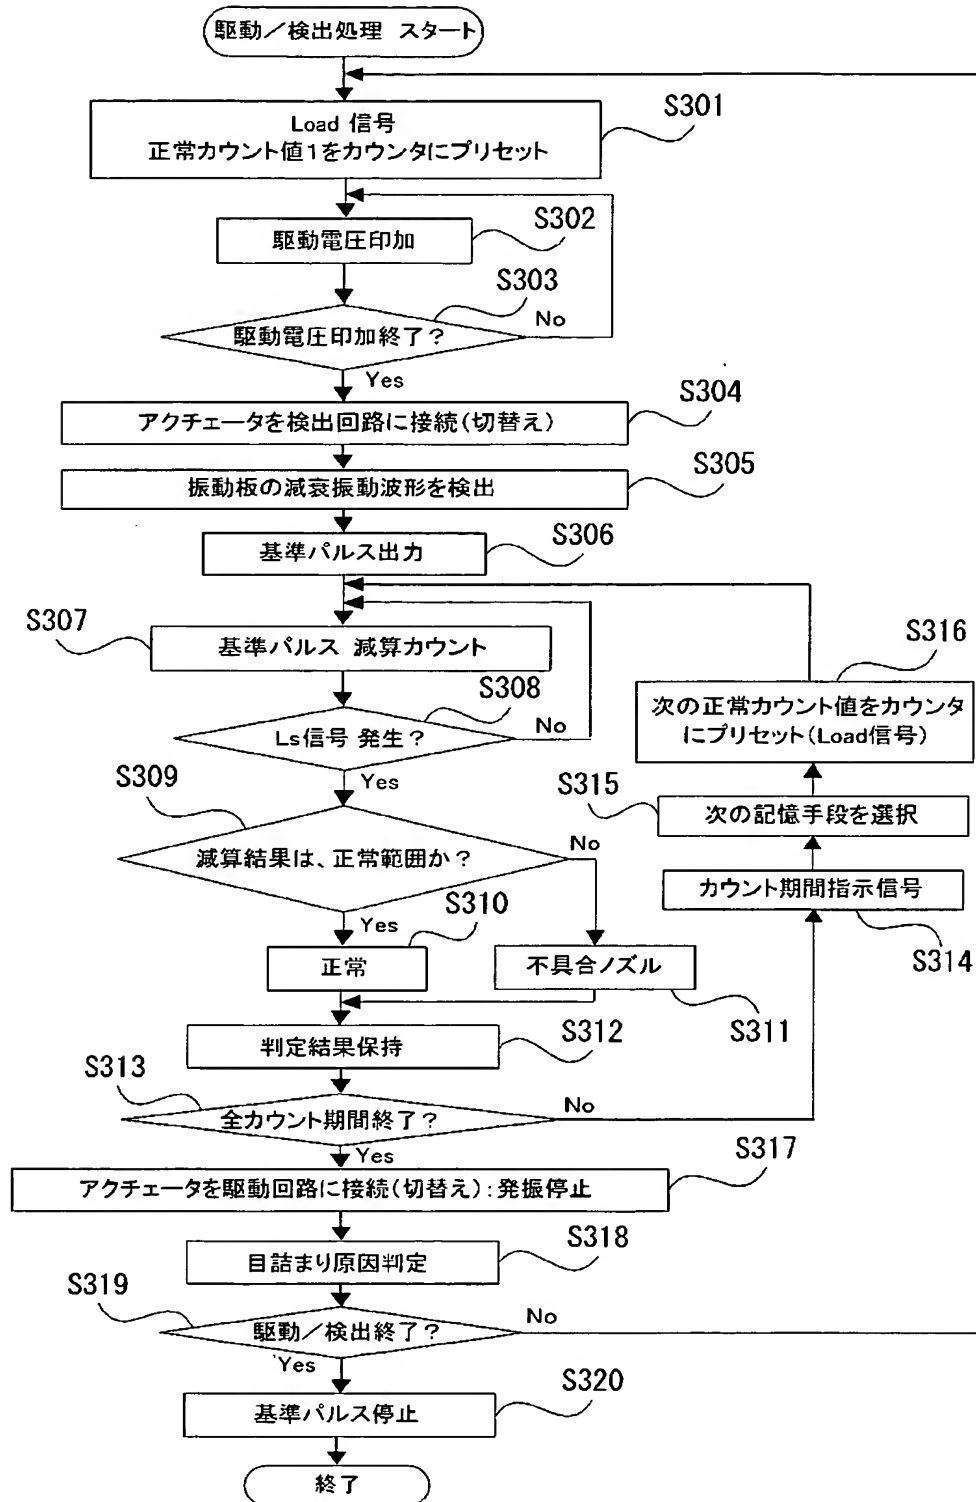 駆動／検出処理 スタート
S301
Load 信号
正常カウント値1をカウンタにプリセット
S302
駆動電圧印加
S303
駆動電圧印加終了？
No
Yes
S304
アクチェータを検出回路に接続(切替え)
S305
振動板の減衰振動波形を検出
S306
基準パルス出力
S307
基準パルス 減算カウント
S308
Ls信号 発生？
No
Yes
S309
減算結果は、正常範囲か？
No
Yes
S310
正常
不具合ノズル
S311
S312
判定結果保持
S313
全カウント期間終了？
No
Yes
S314
カウント期間指示信号
S315
次の記憶手段を選択
S316
次の正常カウント値をカウンタ
にプリセット(Load信号)
S317
アクチェータを駆動回路に接続(切替え)：発振停止
S318
目詰まり原因判定
S319
駆動／検出終了？
No
Yes
S320
基準パルス停止
終了